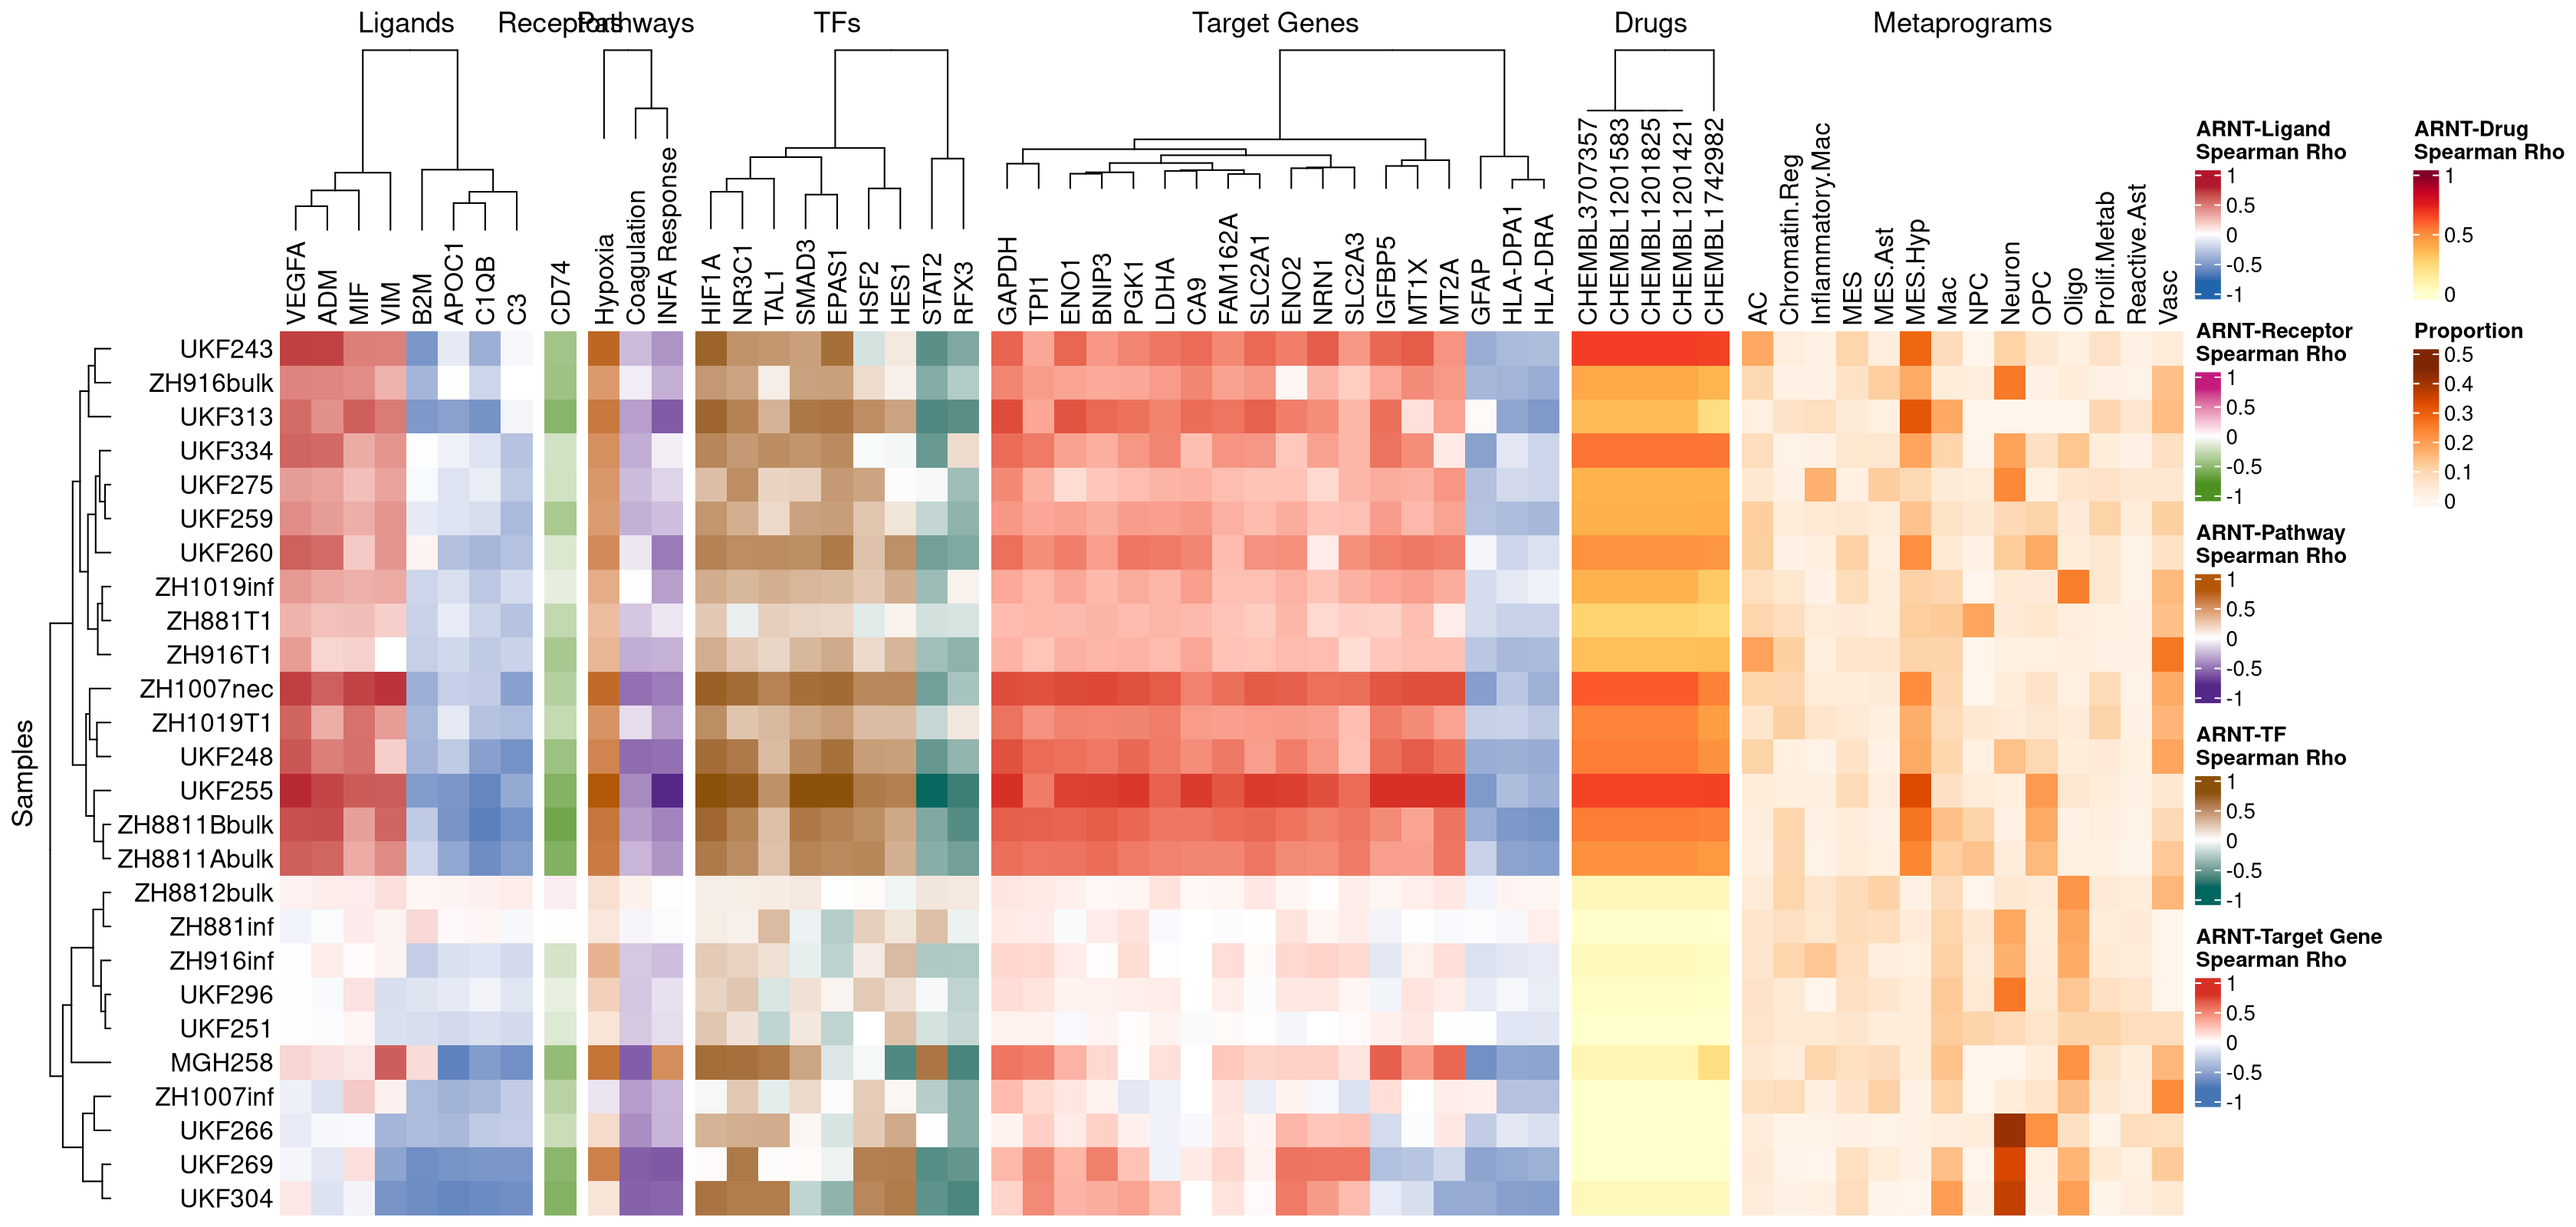 Ligands
Receptors
Pathways
TFs
Target Genes
Drugs
Metaprograms
VEGFA
ADM
MIF
VIM
B2M
APOC1
C1QB
C3
CD74
Hypoxia
Coagulation
INFA Response
HIF1A
NR3C1
TAL1
SMAD3
EPAS1
HSF2
HES1
STAT2
RFX3
GAPDH
TPI1
ENO1
BNIP3
PGK1
LDHA
CA9
FAM162A
SLC2A1
ENO2
NRN1
SLC2A3
IGFBP5
MT1X
MT2A
GFAP
HLA-DPA1
HLA-DRA
CHEMBL3707357
CHEMBL1201583
CHEMBL1201825
CHEMBL1201421
CHEMBL1742982
AC
Chromatin.Reg
Inflammatory.Mac
MES
MES.Ast
MES.Hyp
Mac
NPC
Neuron
OPC
Oligo
Prolif.Metab
Reactive.Ast
Vasc
Samples
UKF243
ZH916bulk
UKF313
UKF334
UKF275
UKF259
UKF260
ZH1019inf
ZH881T1
ZH916T1
ZH1007nec
ZH1019T1
UKF248
UKF255
ZH8811Bbulk
ZH8811Abulk
ZH8812bulk
ZH881inf
ZH916inf
UKF296
UKF251
MGH258
ZH1007inf
UKF266
UKF269
UKF304
ARNT-Ligand
Spearman Rho
1
0.5
0
-0.5
-1
ARNT-Receptor
Spearman Rho
1
0.5
0
-0.5
-1
ARNT-Pathway
Spearman Rho
1
0.5
0
-0.5
-1
ARNT-TF
Spearman Rho
1
0.5
0
-0.5
-1
ARNT-Target Gene
Spearman Rho
1
0.5
0
-0.5
-1
ARNT-Drug
Spearman Rho
1
0.5
0
Proportion
0.5
0.4
0.3
0.2
0.1
0